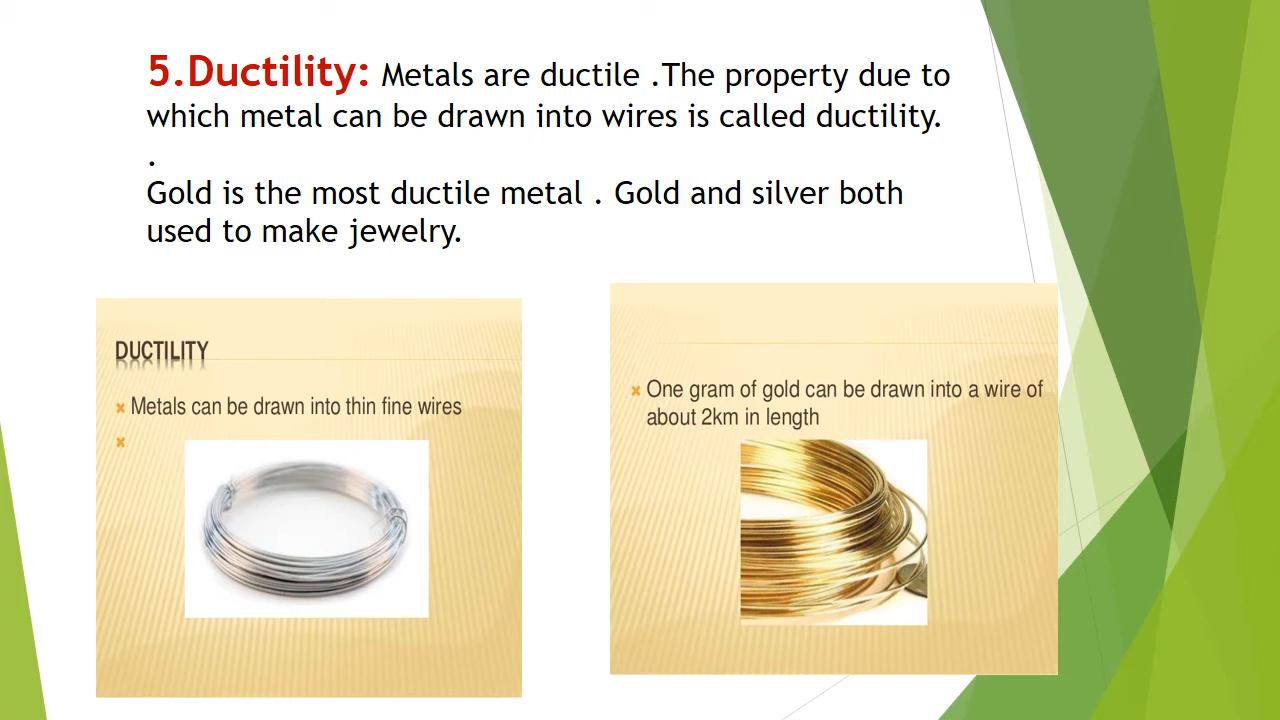 5.Ductility: Metals are ductile .The property due to
which metal can be drawn into wires is called ductility.
.
Gold is the most ductile metal . Gold and silver both
used to make jewelry.
DUCTILITY
Metals can be drawn into thin fine wires
One gram of gold can be drawn into a wire of
about 2km in length